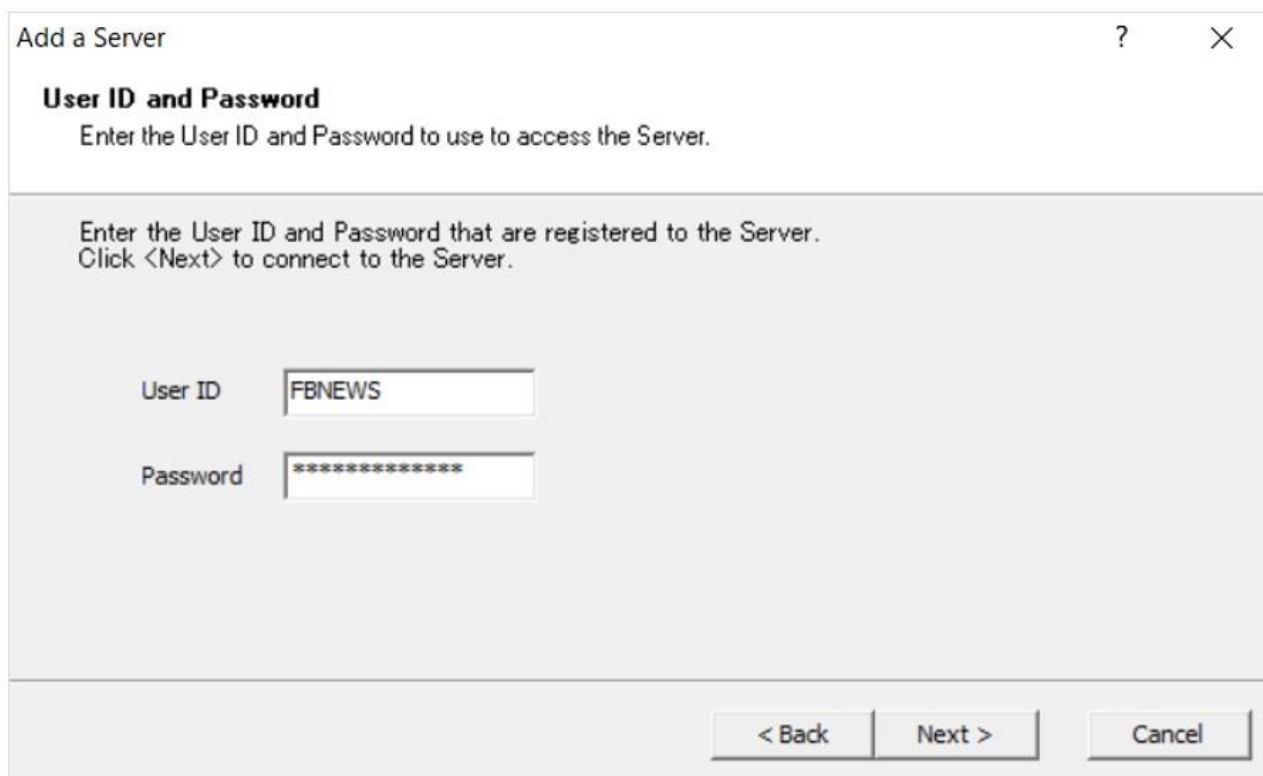 Add a Server ? ×
User ID and Password
Enter the User ID and Password to use to access the Server.
Enter the User ID and Password that are registered to the Server.
Click <Next> to connect to the Server.
User ID FBNEWS
Password *************
< Back Next > Cancel